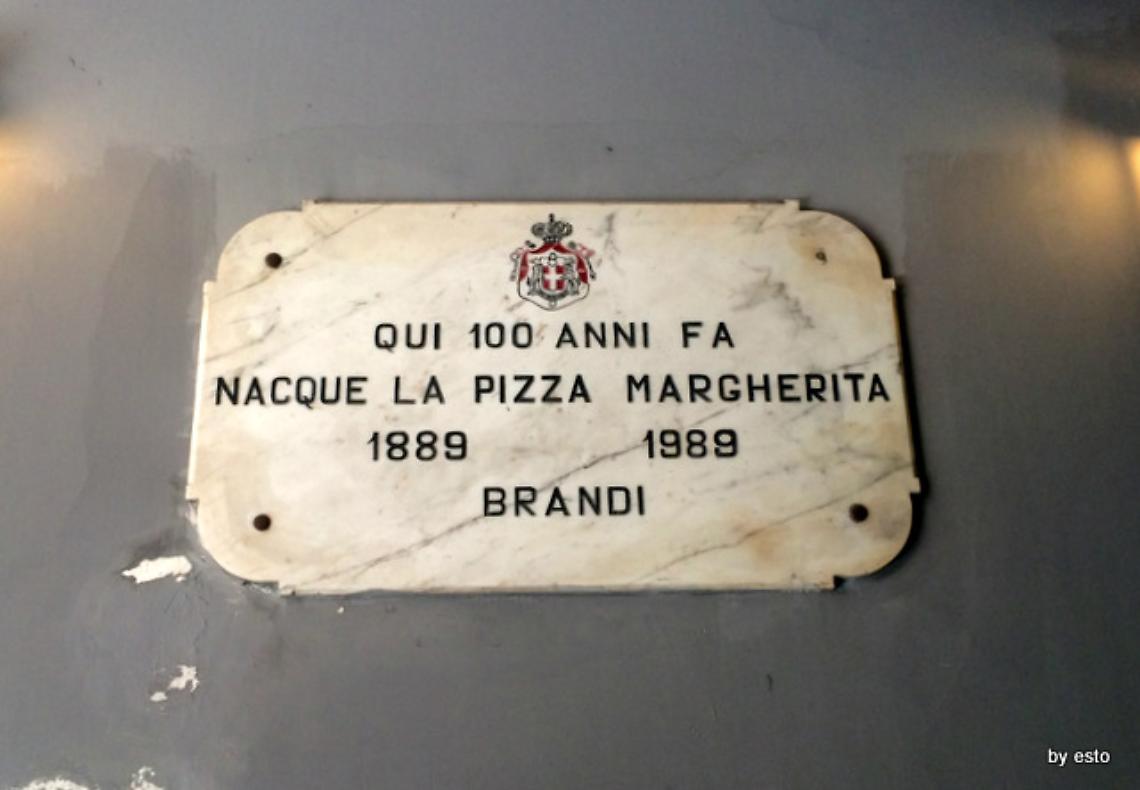 QUI 100 ANNI FA
NACQUE LA PIZZA MARGHERITA
1889 1989
BRANDI
by esto